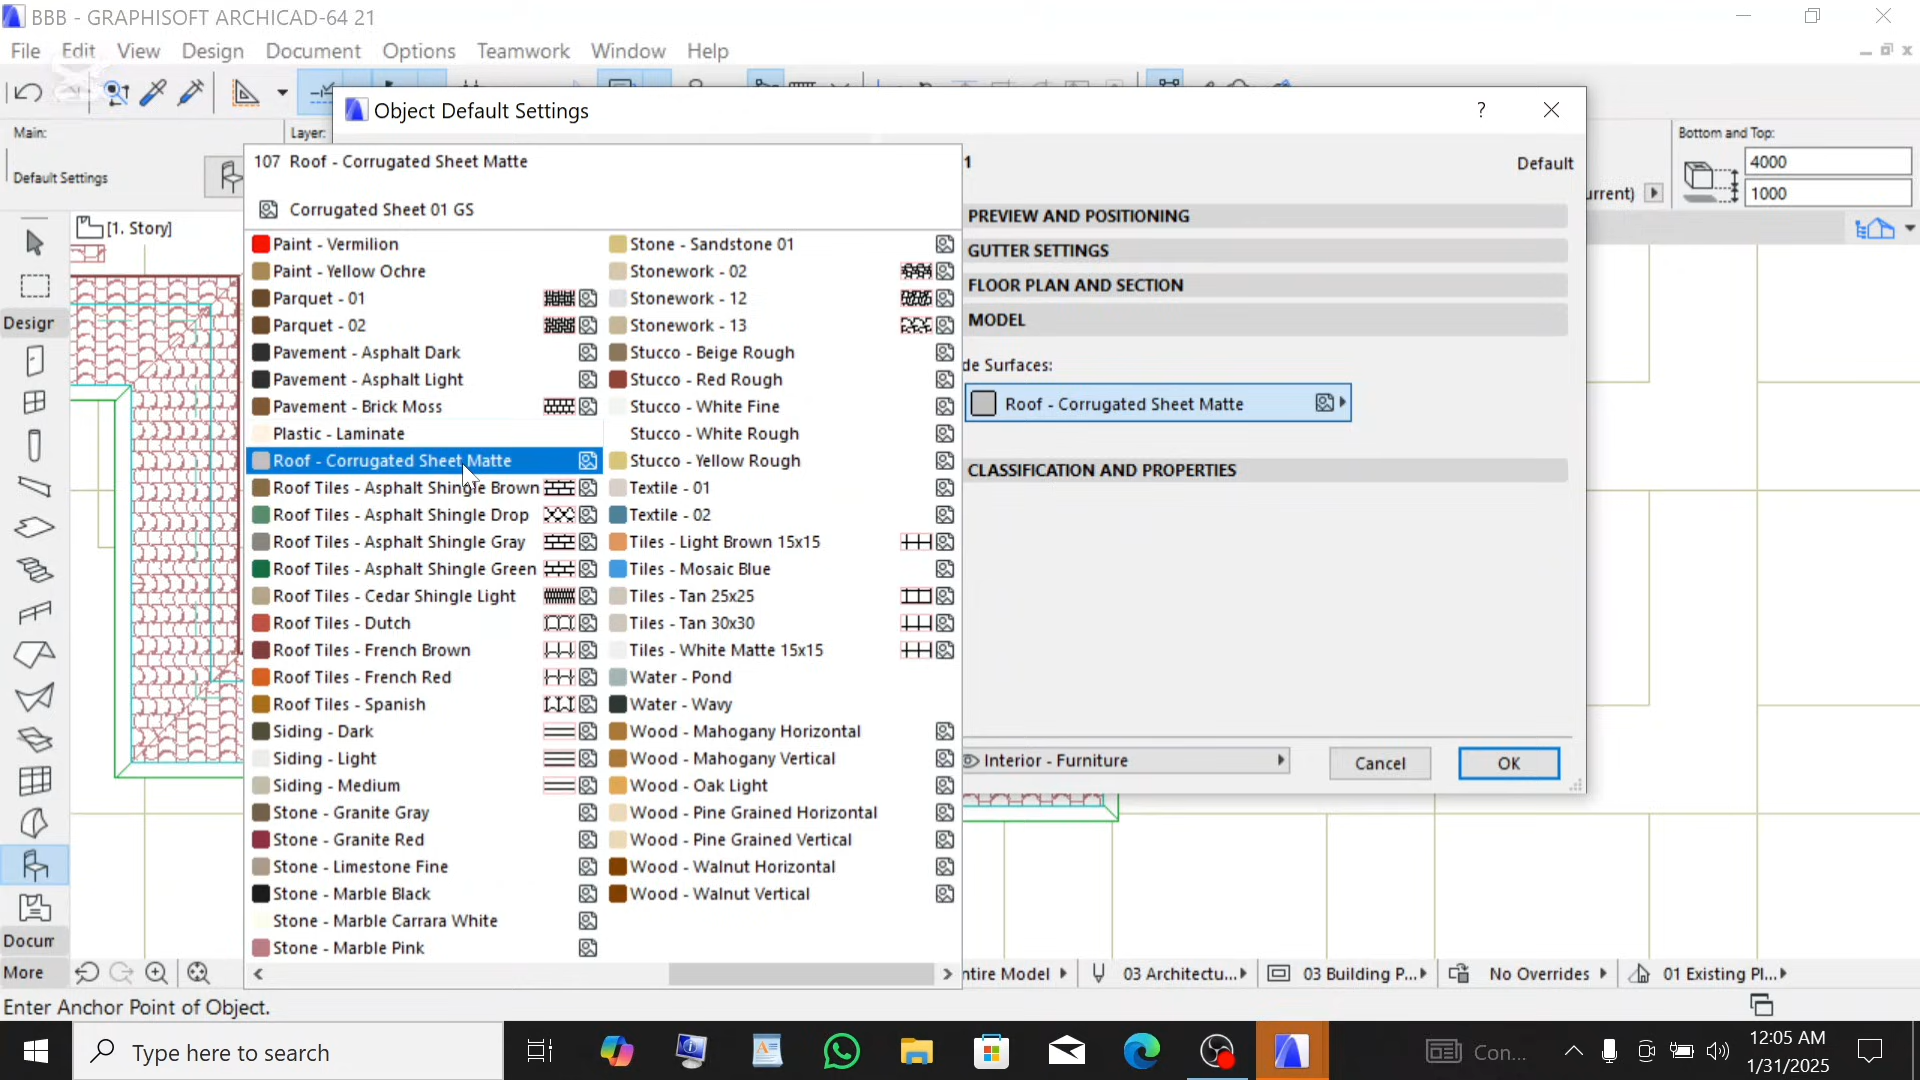 BBB - GRAPHISOFT ARCHICAD-64 21
File Edit View Design Document Options Teamwork Window Help
Object Default Settings
?
Main:
Layer:
Bottom and Top:
107 Roof - Corrugated Sheet Matte
1
Default
4000
Default Settings
urrent)
1000
Corrugated Sheet 01 GS
PREVIEW AND POSITIONING
[1. Story]
Paint - Vermilion
Stone - Sandstone 01
GUTTER SETTINGS
Paint - Yellow Ochre
Stonework - 02
FLOOR PLAN AND SECTION
Parquet - 01
Stonework - 12
MODEL
Design
Parquet - 02
Stonework - 13
Pavement - Asphalt Dark
Stucco - Beige Rough
de Surfaces:
Pavement - Asphalt Light
Stucco - Red Rough
Pavement - Brick Moss
Stucco - White Fine
Roof - Corrugated Sheet Matte
Plastic - Laminate
Stucco - White Rough
Roof - Corrugated Sheet Matte
Stucco - Yellow Rough
CLASSIFICATION AND PROPERTIES
Roof Tiles - Asphalt Shingle Brown
Textile - 01
Roof Tiles - Asphalt Shingle Drop
Textile - 02
Roof Tiles - Asphalt Shingle Gray
Tiles - Light Brown 15x15
Roof Tiles - Asphalt Shingle Green
Tiles - Mosaic Blue
Roof Tiles - Cedar Shingle Light
Tiles - Tan 25x25
Roof Tiles - Dutch
Tiles - Tan 30x30
Roof Tiles - French Brown
Tiles - White Matte 15x15
Roof Tiles - French Red
Water - Pond
Roof Tiles - Spanish
Water - Wavy
Siding - Dark
Wood - Mahogany Horizontal
Siding - Light
Wood - Mahogany Vertical
Interior - Furniture
Cancel
OK
Siding - Medium
Wood - Oak Light
Stone - Granite Gray
Wood - Pine Grained Horizontal
Stone - Granite Red
Wood - Pine Grained Vertical
Stone - Limestone Fine
Wood - Walnut Horizontal
Stone - Marble Black
Wood - Walnut Vertical
Stone - Marble Carrara White
Docum
Stone - Marble Pink
More
ntire Model
03 Architectu...
03 Building P...
No Overrides
01 Existing Pl...
Enter Anchor Point of Object.
Type here to search
Con...
12:05 AM
1/31/2025